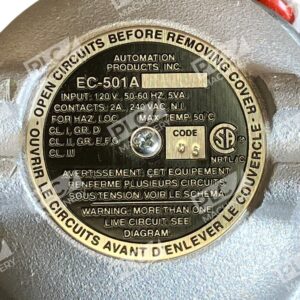 OPEN CIRCUITS BEFORE REMOVING COVER
AUTOMATION
PRODUCTS, INC.
EC-501A
INPUT: 120 V. 50-60 HZ. 5VA.
CONTACTS: 2A. 240 VAC. N.I.
FOR HAZ. LOC. MAX. TEMP. 50°C
CL. I, GR. D
CL. II, GR. E,F,G
CL. III
CODE
SA
NRTL/C
AVERTISSEMENT: CET EQUIPEMENT
RENFERME PLUSIEURS CIRCUITS
SOUS TENSION. VOIR LE SCHEMA.
WARNING: MORE THAN ONE
LIVE CIRCUIT. SEE
DIAGRAM.
OUVRIR LE CIRCUITS AVANT D'ENLEVER LE COUVERCLE